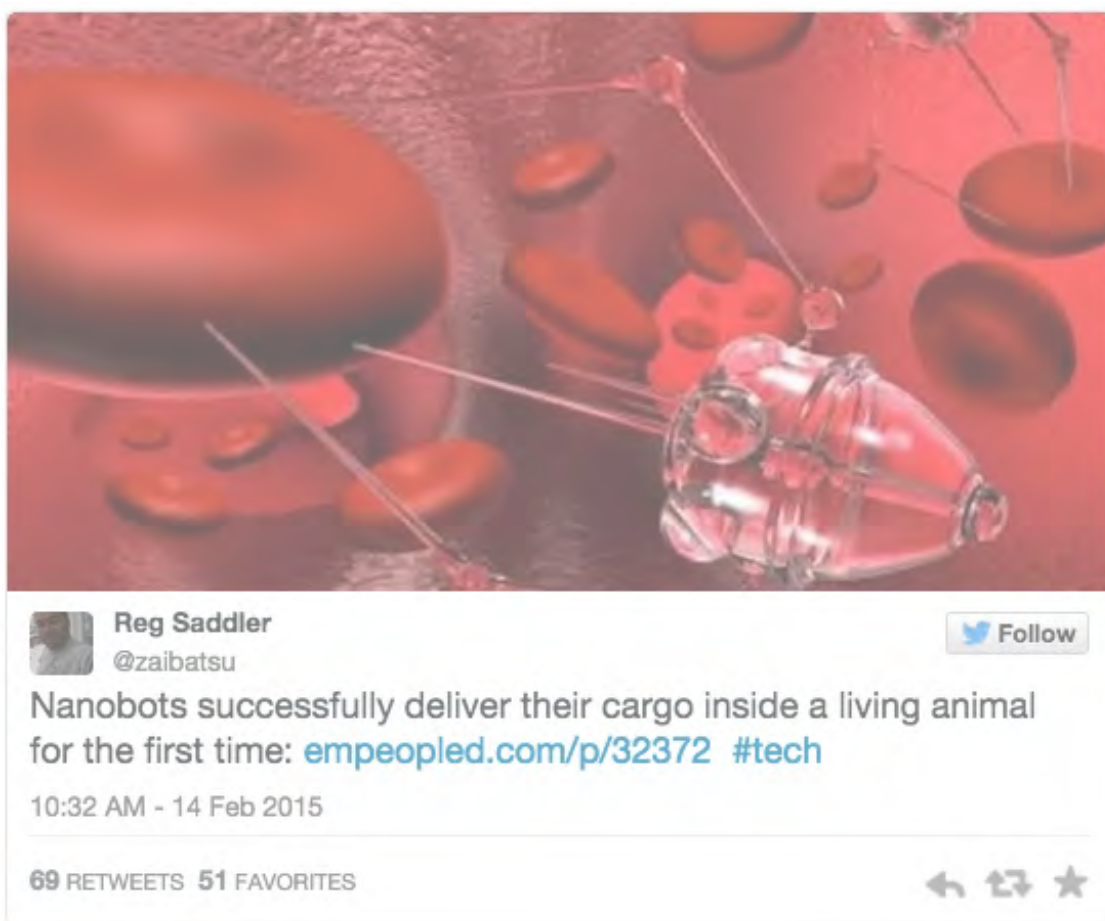 Reg Saddler
@zaibatsu
Follow
Nanobots successfully deliver their cargo inside a living animal
for the first time: empeopled.com/p/32372 #tech
10:32 AM - 14 Feb 2015
69 RETWEETS 51 FAVORITES